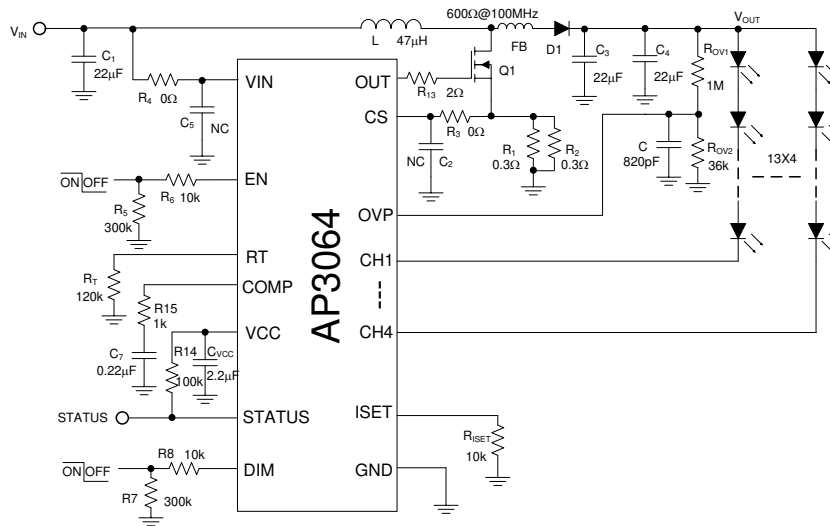 600Ω@100MHz
V_IN
L 47µH
FB
D1
V_OUT
C1
22µF
R4 0Ω
C5
NC
VIN
OUT
R13 2Ω
Q1
C3
22µF
C4
22µF
ROV1
1M
CS
R3 0Ω
NC C2
R1
0.3Ω
R2
0.3Ω
C
820pF
ROV2
36k
13X4
ON OFF
R6
10k
EN
R5
300k
OVP
RT
RT
120k
COMP
R15
1k
C7
0.22µF
VCC
R14
100k
CVCC
2.2µF
AP3064
CH1
CH4
STATUS
STATUS
ISET
RISET
10k
ON OFF
R8 10k
DIM
R7 300k
GND